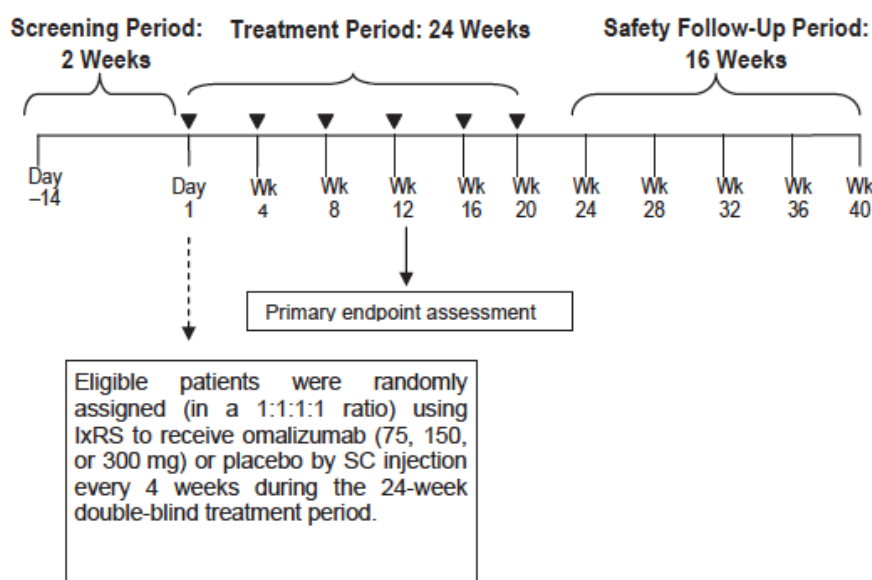 Screening Period:
2 Weeks
Treatment Period: 24 Weeks
Safety Follow-Up Period:
16 Weeks
Day
–14
Day
1
Wk
4
Wk
8
Wk
12
Wk
16
Wk
20
Wk
24
Wk
28
Wk
32
Wk
36
Wk
40
Primary endpoint assessment
Eligible patients were randomly
assigned (in a 1:1:1:1 ratio) using
IxRS to receive omalizumab (75, 150,
or 300 mg) or placebo by SC injection
every 4 weeks during the 24-week
double-blind treatment period.